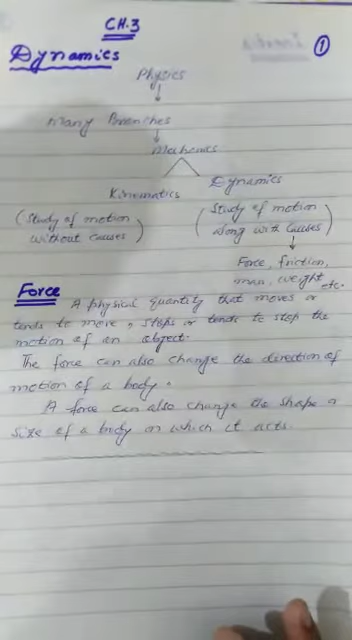 CH.3
Dynamics
1
Physics
Many Branches
Mechanics
Kinematics
Dynamics
(Study of motion without causes)
(Study of motion along with Causes)
Force, friction,
mass, weight etc.
Force
A physical quantity that moves or
tends to move, stops or tends to stop the
motion of an object.
The force can also change the direction of
motion of a body.
A force can also change the shape or
size of a body on which it acts.